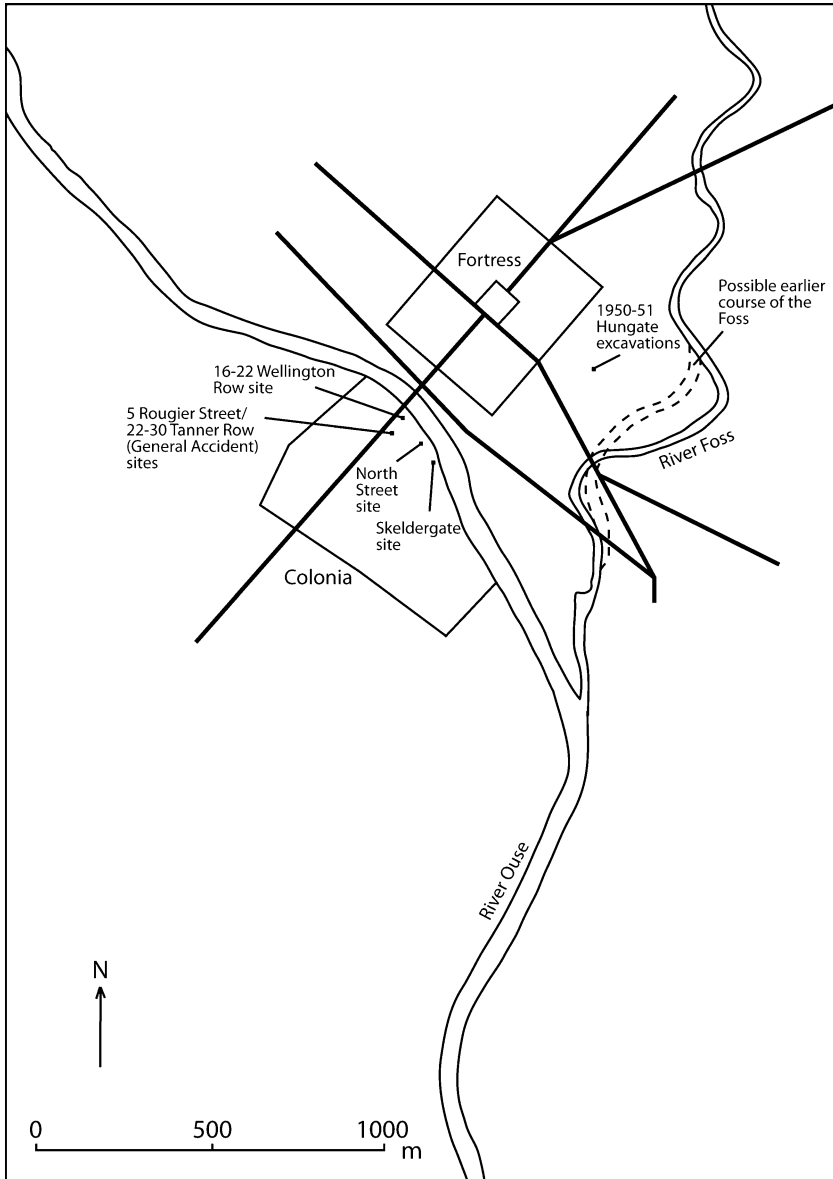 Fortress
Possible earlier
course of the
Foss
1950-51
Hungate
excavations
16-22 Wellington
Row site
5 Rougier Street/
22-30 Tanner Row
(General Accident)
sites
North
Street
site
Skeldergate
site
River Foss
Colonia
River Ouse
N
0 500 1000
m